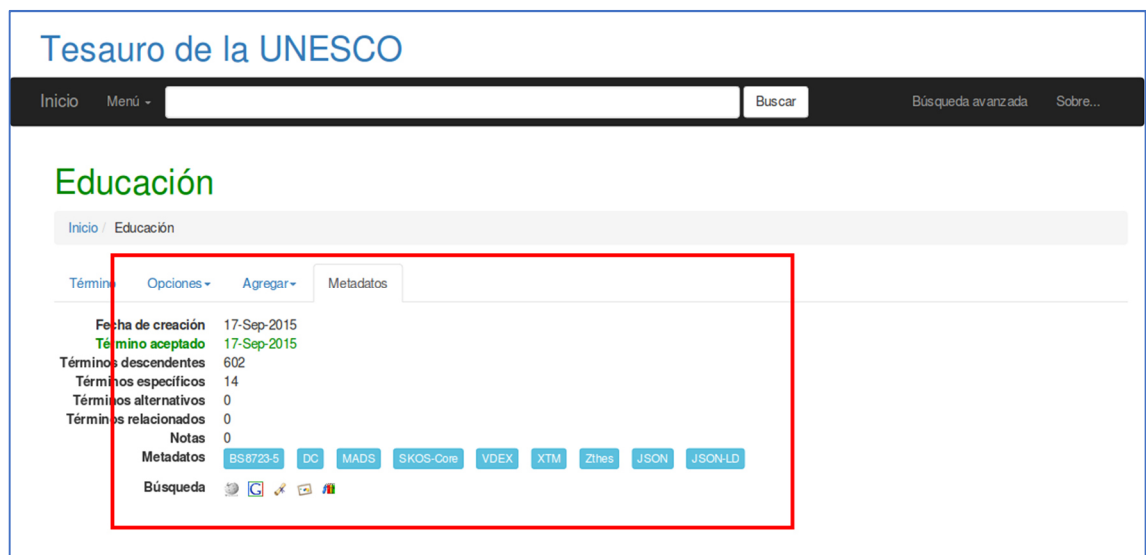 Tesauro de la UNESCO
Inicio Menú Buscar Búsqueda avanzada Sobre...
Educación
Inicio / Educación
Término Opciones Agregar Metadatos
Fecha de creación 17-Sep-2015
Término aceptado 17-Sep-2015
Términos descendentes 602
Términos específicos 14
Términos alternativos 0
Términos relacionados 0
Notas 0
Metadatos BS8723-5 DC MADS SKOS-Core VDEX XTM Zthes JSON JSON-LD
Búsqueda G